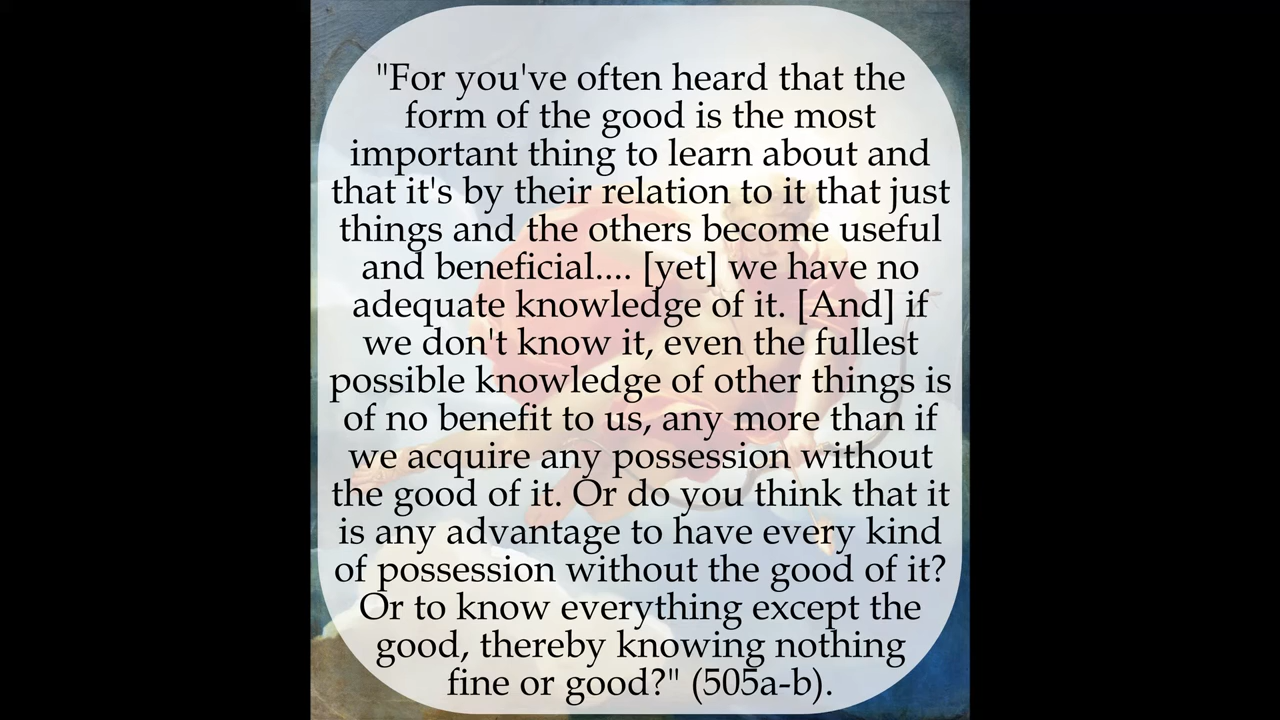 "For you've often heard that the
form of the good is the most
important thing to learn about and
that it's by their relation to it that just
things and the others become useful
and beneficial.... [yet] we have no
adequate knowledge of it. [And] if
we don't know it, even the fullest
possible knowledge of other things is
of no benefit to us, any more than if
we acquire any possession without
the good of it. Or do you think that it
is any advantage to have every kind
of possession without the good of it?
Or to know everything except the
good, thereby knowing nothing
fine or good?" (505a-b).